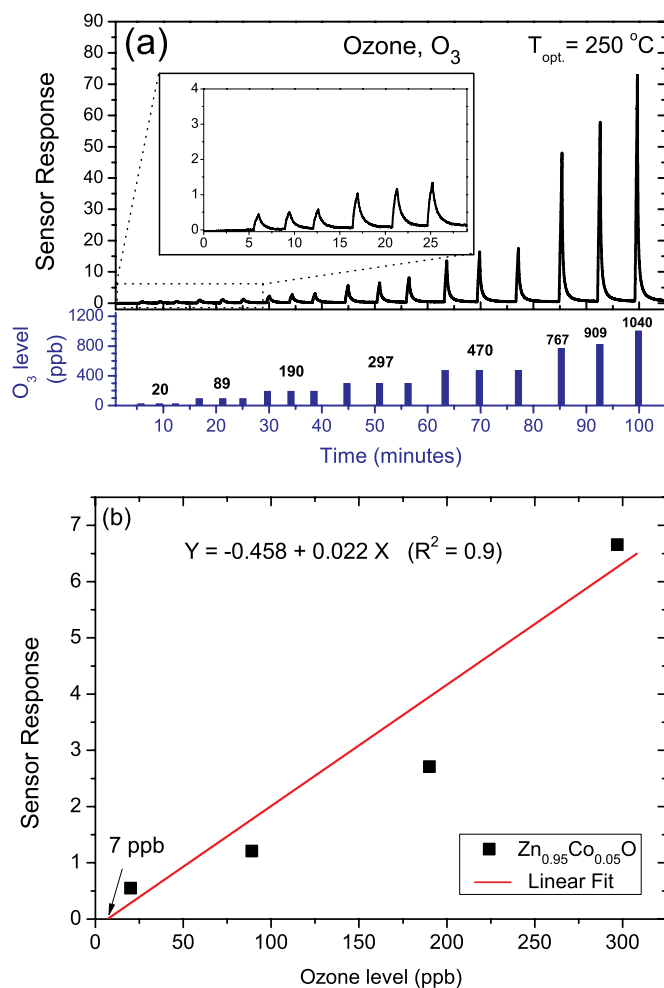 (a) Ozone, O3 Topt.= 250 °C
Sensor Response
90
80
70
60
50
40
30
20
10
0
4
3
2
1
0
0 5 10 15 20 25
O3 level
(ppb)
1200
800
400
0
20 89 190 297 470 767 909 1040
10 20 30 40 50 60 70 80 90 100
Time (minutes)
(b)
Y = -0.458 + 0.022 X (R2 = 0.9)
Sensor Response
7
6
5
4
3
2
1
0
7 ppb
Zn0.95Co0.05O
Linear Fit
0 50 100 150 200 250 300
Ozone level (ppb)